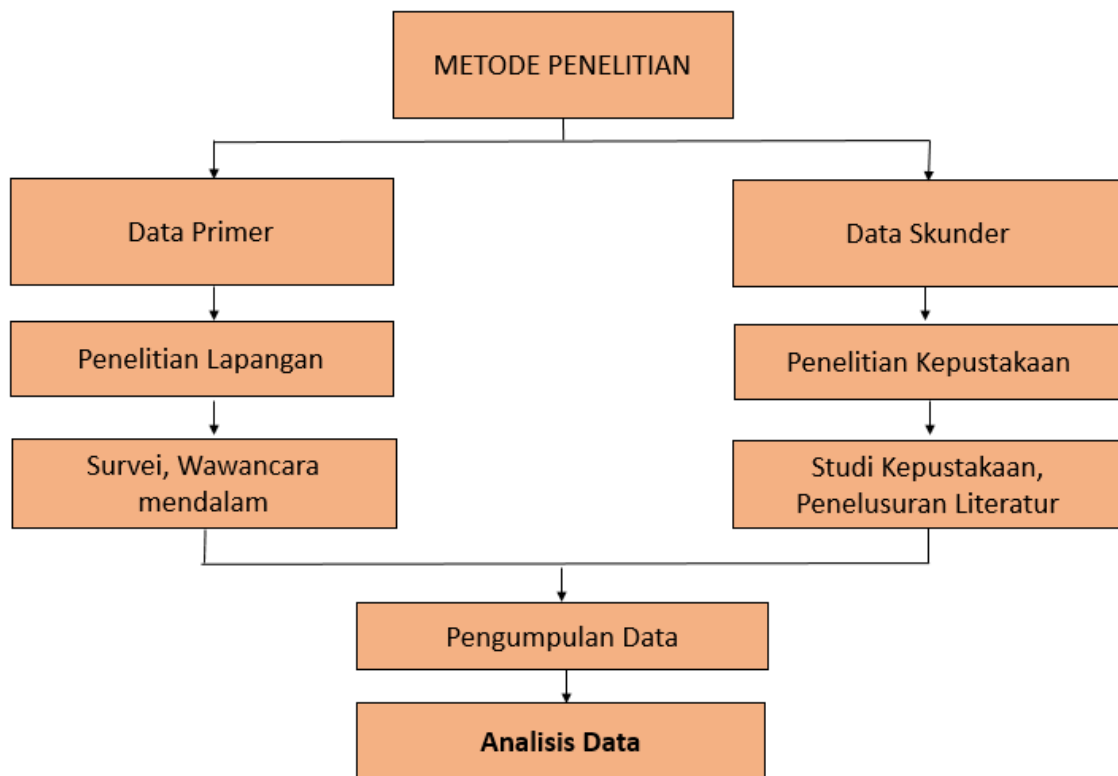 METODE PENELITIAN
Data Primer
Data Skunder
Penelitian Lapangan
Penelitian Kepustakaan
Survei, Wawancara
mendalam
Studi Kepustakaan,
Penelusuran Literatur
Pengumpulan Data
Analisis Data